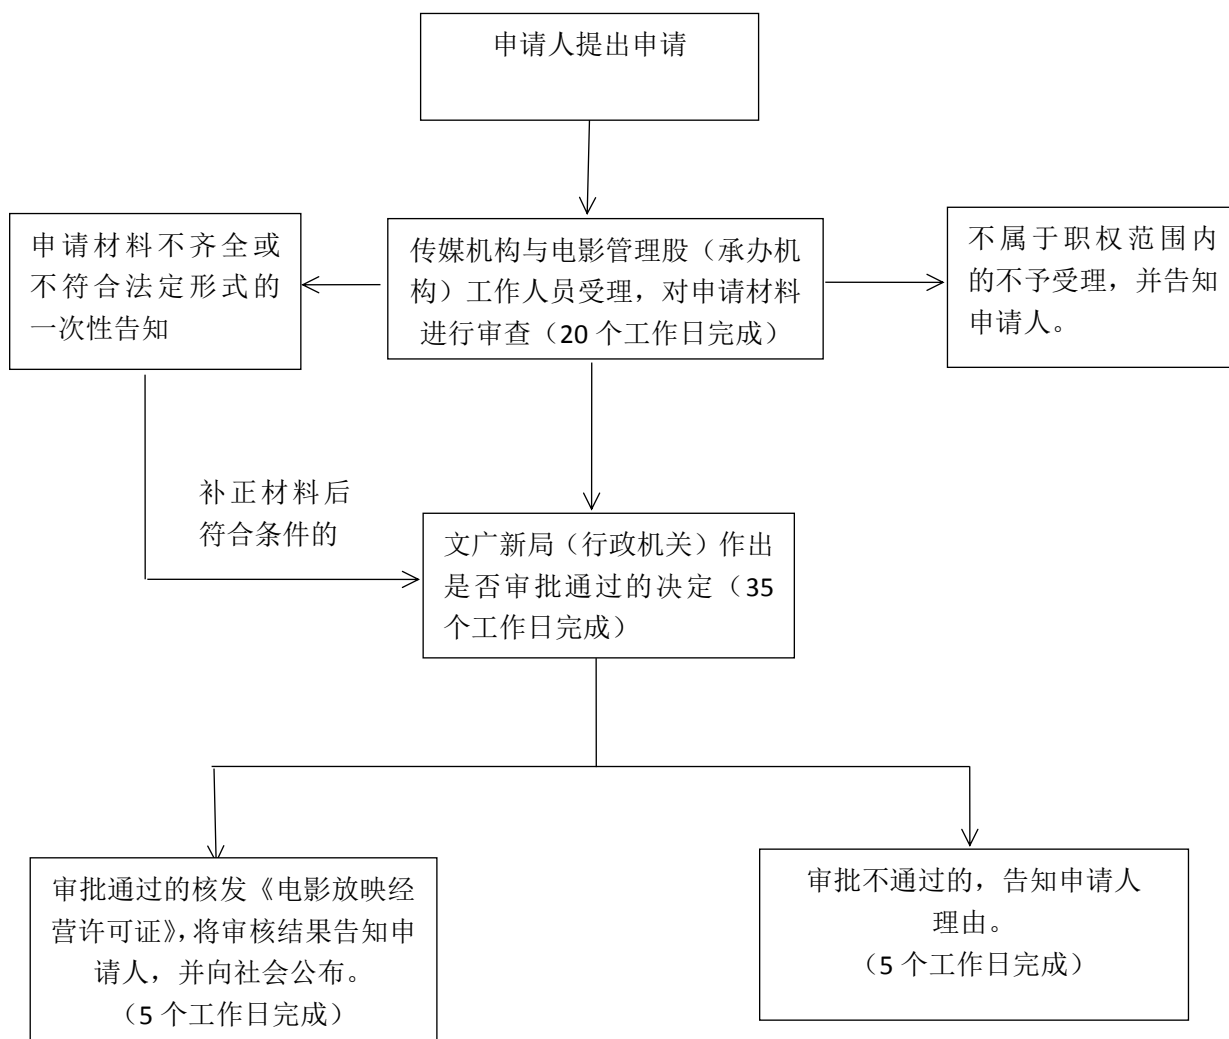 申请人提出申请
申请材料不齐全或
不符合法定形式的
一次性告知
传媒机构与电影管理股（承办机
构）工作人员受理，对申请材料
进行审查（20 个工作日完成）
不属于职权范围内
的不予受理，并告知
申请人。
补正材料后
符合条件的
文广新局（行政机关）作出
是否审批通过的决定（35
个工作日完成）
审批通过的核发《电影放映经
营许可证》，将审核结果告知申
请人，并向社会公布。
（5 个工作日完成）
审批不通过的，告知申请人
理由。
（5 个工作日完成）